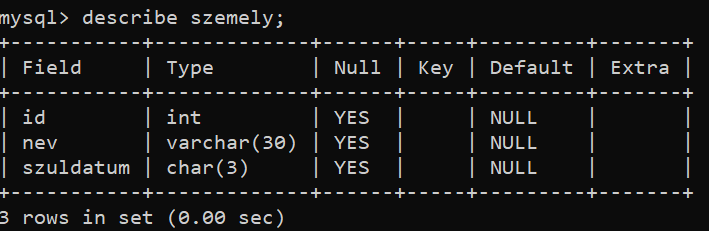 mysql> describe szemely;
+-----------+-------------+------+-----+---------+-------+
| Field     | Type        | Null | Key | Default | Extra |
+-----------+-------------+------+-----+---------+-------+
| id        | int         | YES  |     | NULL    |       |
| nev       | varchar(30) | YES  |     | NULL    |       |
| szuldatum | char(3)     | YES  |     | NULL    |       |
+-----------+-------------+------+-----+---------+-------+
3 rows in set (0.00 sec)